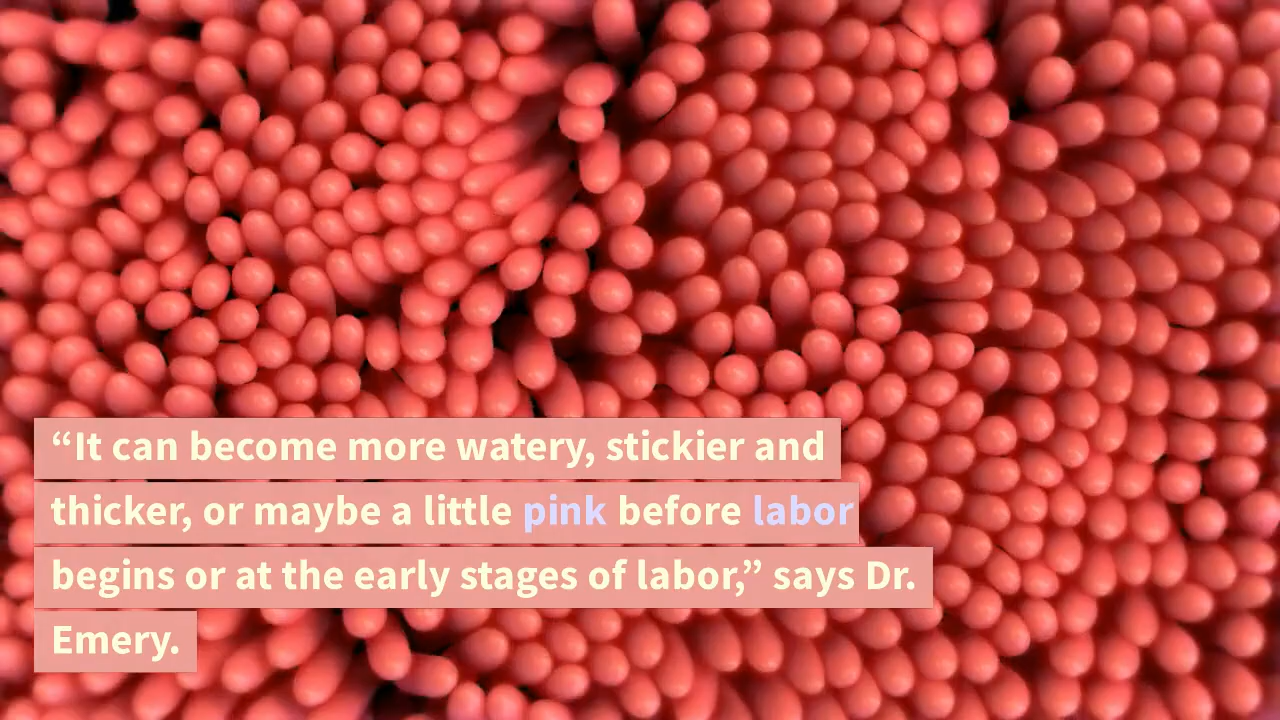 “It can become more watery, stickier and
thicker, or maybe a little pink before labor
begins or at the early stages of labor,” says Dr.
Emery.